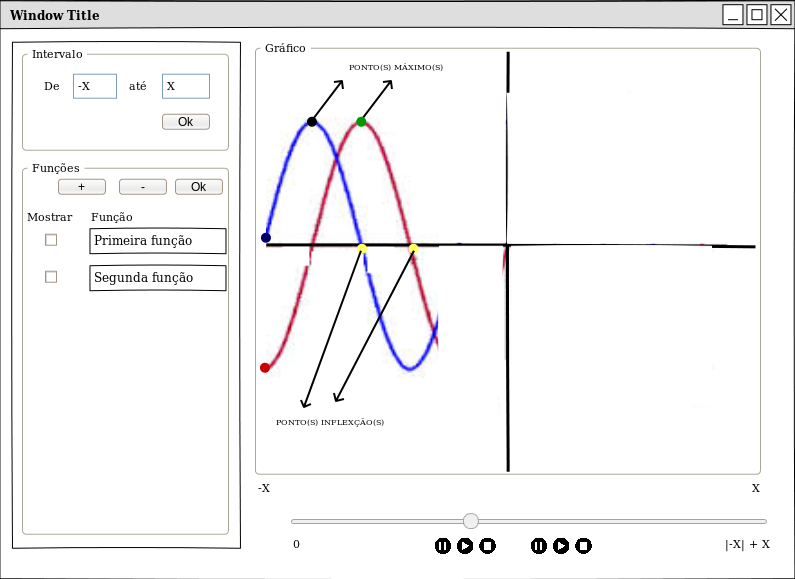 Window Title
Intervalo
De -X até X
Ok
Funções
+ - Ok
Mostrar Função
Primeira função
Segunda função
Gráfico
PONTO(S) MÁXIMO(S)
PONTO(S) INFLEXÇÃO(S)
-X X
0 |-X| + X